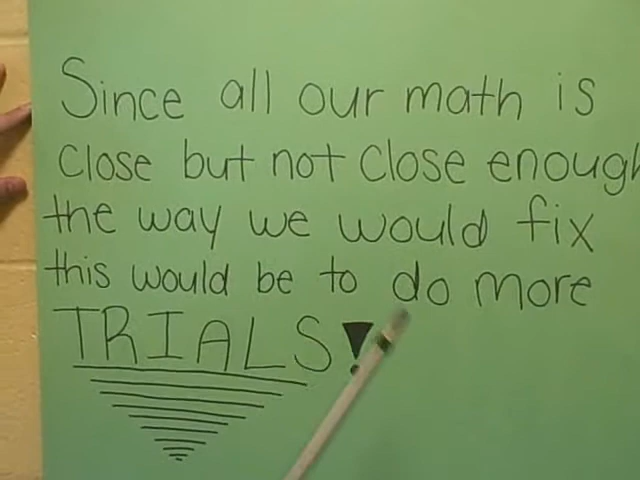 Since all our math is
close but not close enough
the way we would fix
this would be to do more
TRIALS!